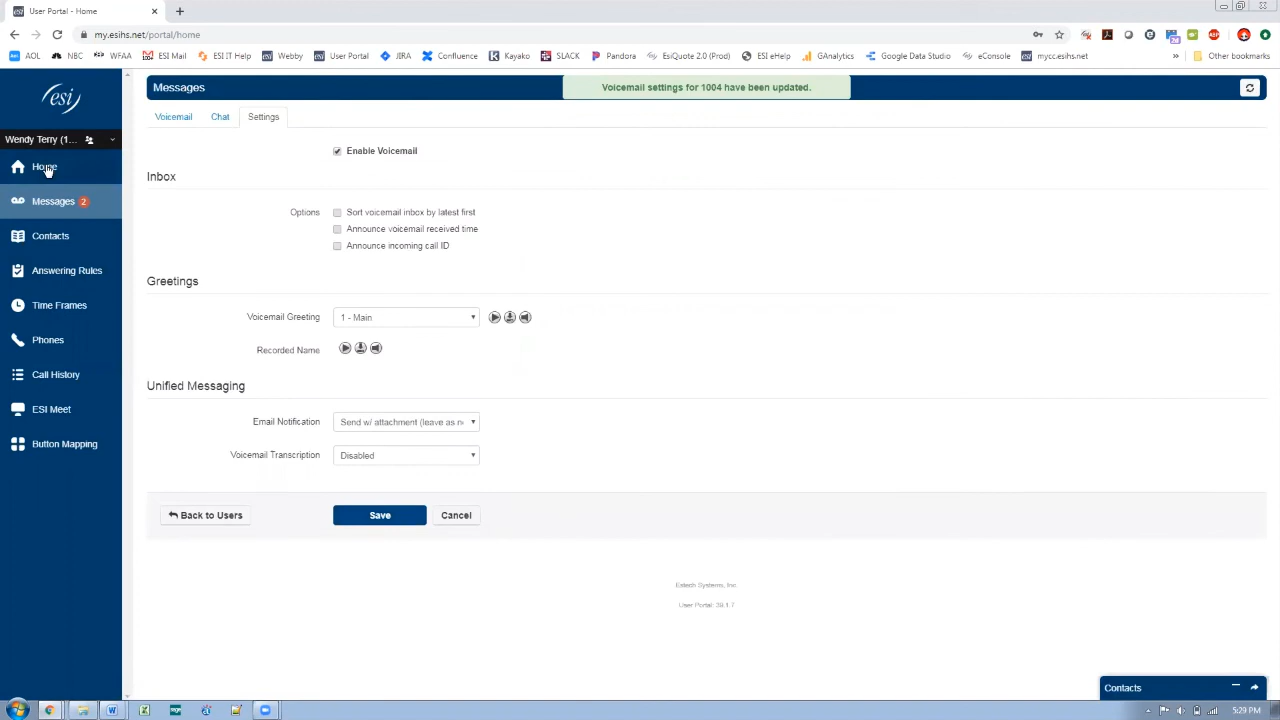 esi User Portal - Home
my.esihs.net/portal/home
AOL NBC WFAA ESI Mail ESI IT Help Webby User Portal JIRA Confluence Kayako SLACK Pandora EsiQuote 2.0 (Prod) ESI eHelp GAnalytics Google Data Studio eConsole mycc.esihs.net » Other bookmarks
esi
Messages
Voicemail settings for 1004 have been updated.
Voicemail Chat Settings
Wendy Terry (1...
Home
Messages 2
Contacts
Answering Rules
Time Frames
Phones
Call History
ESI Meet
Button Mapping
Enable Voicemail
Inbox
Options Sort voicemail inbox by latest first
Announce voicemail received time
Announce incoming call ID
Greetings
Voicemail Greeting 1 - Main
Recorded Name
Unified Messaging
Email Notification Send w/ attachment (leave as n
Voicemail Transcription Disabled
Back to Users Save Cancel
Estech Systems, Inc.
User Portal: 39.1.7
Contacts
5:29 PM